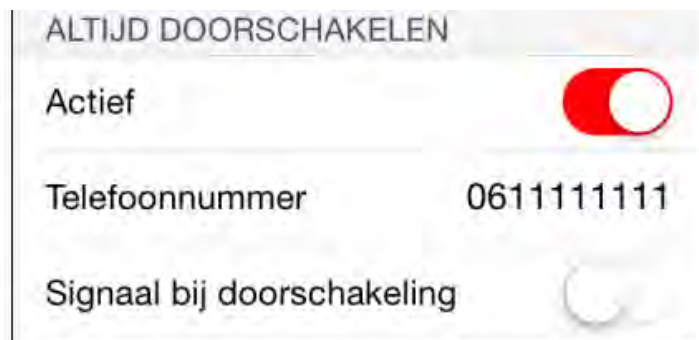 ALTIJD DOORSCHAKELEN
Actief
Telefoonnummer 0611111111
Signaal bij doorschakeling